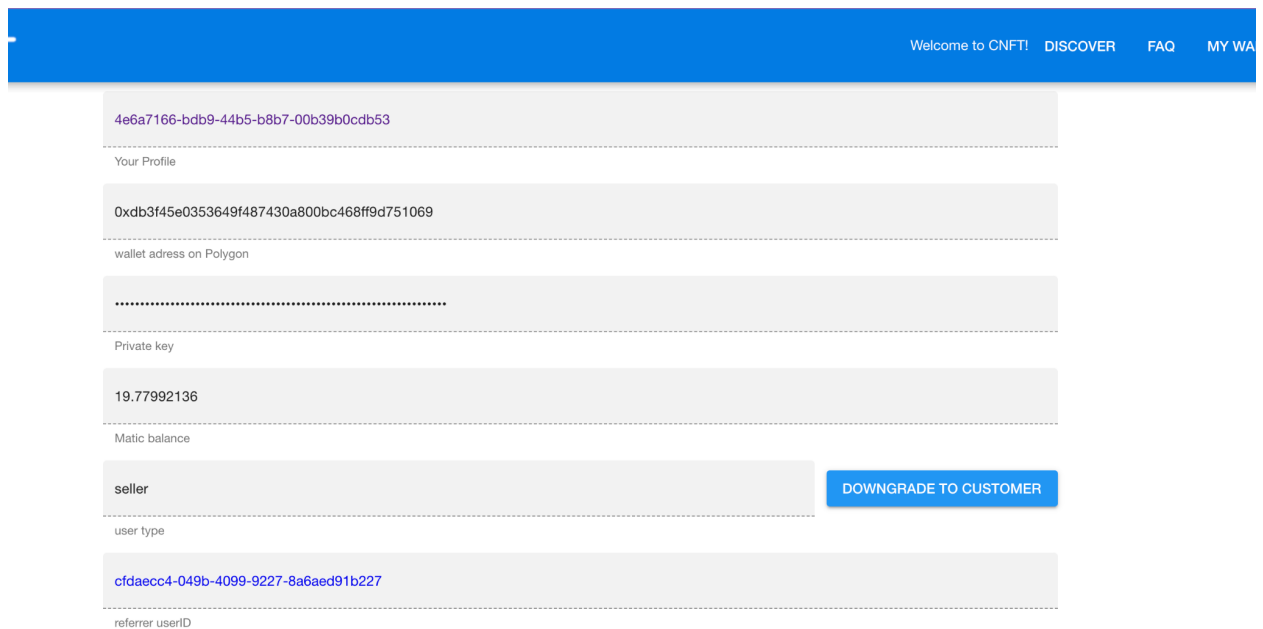 Welcome to CNFT! DISCOVER FAQ MY WA
4e6a7166-bdb9-44b5-b8b7-00b39b0cdb53
Your Profile
0xdb3f45e0353649f487430a800bc468ff9d751069
wallet adress on Polygon
••••••••••••••••••••••••••••••••••••••••••••••••••••••••••••••••••
Private key
19.77992136
Matic balance
seller
DOWNGRADE TO CUSTOMER
user type
cfdaecc4-049b-4099-9227-8a6aed91b227
referrer userID